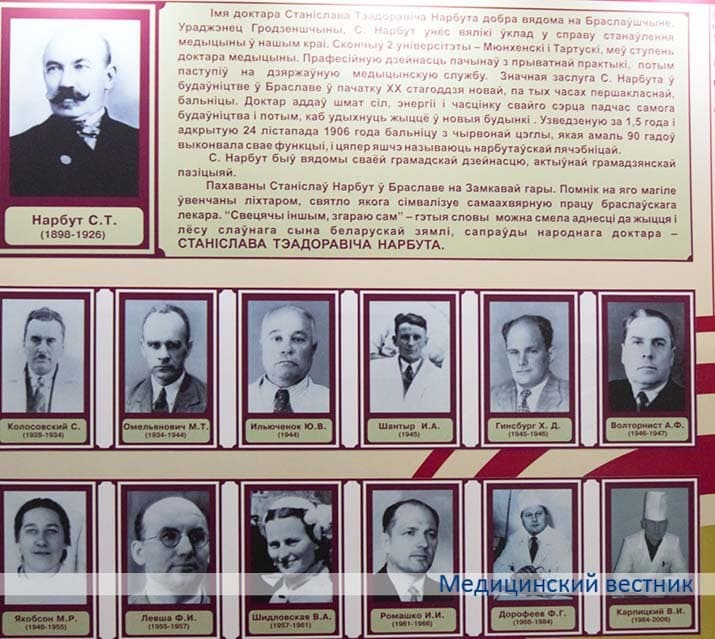 Імя доктара Станіслава Тэадоравіча Нарбута добра вядома на Браслаўшчыне.
Ураджэнец Гродзеншчыны, С. Нарбут унес вялікі ўклад у справу станаўлення
медыцыны ў нашым краі. Скончыў 2 універсітэты – Мюнхенскі і Тартускі, меў ступень
доктара медыцыны. Прафесійную дзейнасць пачынаў з прыватнай практыкі, потым
паступіў на дзяржаўную медыцынскую службу. Значная заслуга С. Нарбута ў
будаўніцтве ў Браславе ў пачатку XX стагоддзя новай, па тых часах першакласнай,
бальніцы. Доктар аддаў шмат сіл, энергіі і часцінку свайго сэрца падчас самога
будаўніцтва і потым, каб удыхнуць жыццё ў новыя будынкі . Узведзеную за 1,5 года і
адкрытую 24 лістапада 1906 года бальніцу з чырвонай цэглы, якая амаль 90 гадоў
выконвала свае функцыі, і цяпер яшчэ называюць нарбутаўскай лячэбніцай.
С. Нарбут быў вядомы сваёй грамадскай дзейнасцю, актыўнай грамадзянскай
пазіцыяй.
Пахаваны Станіслаў Нарбут ў Браславе на Замкавай гары. Помнік на яго магіле
ўвенчаны ліхтаром, святло якога сімвалізуе самаахвярную працу браслаўскага
лекара. “Свецячы іншым, згараю сам” – гэтыя словы можна смела аднесці да жыцця і
лёсу слаўнага сына беларускай зямлі, сапраўды народнага доктара –
СТАНІСЛАВА ТЭАДОРАВІЧА НАРБУТА.
Нарбут С.Т.
(1898-1926)
Колосовский С.
(1928-1934)
Омельянович М.Т.
(1934-1944)
Ильюченок Ю.В.
(1944)
Шантыр И.А.
(1945)
Гинсбург Х. Д.
(1945-1946)
Волторнист А.Ф.
(1946-1947)
Якобсон М.Р.
(1948-1955)
Левша Ф.И.
(1955-1957)
Шидловская В.А.
(1957-1961)
Ромашко И.И.
(1961-1966)
Дорофеев Ф.Г.
(1966-1984)
Карпицкий В.И.
(1984-2006)
Медицинский вестник